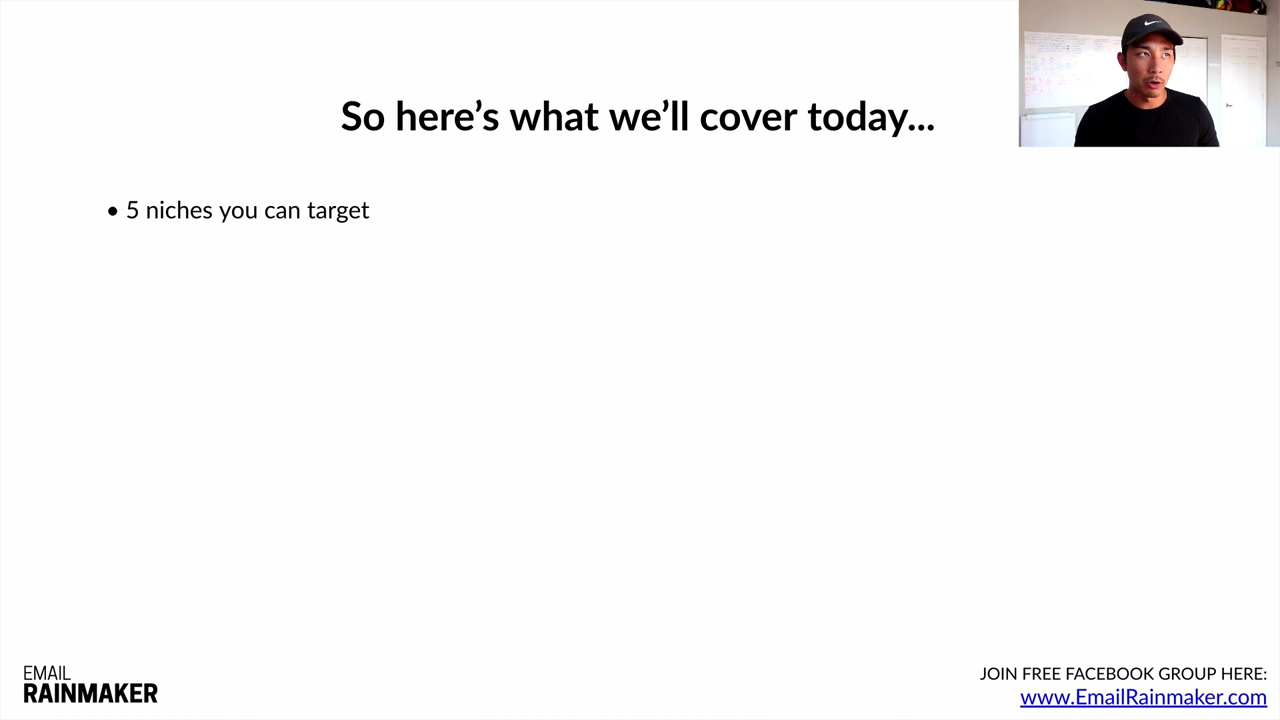 So here’s what we’ll cover today...
• 5 niches you can target
EMAIL
RAINMAKER
JOIN FREE FACEBOOK GROUP HERE:
www.EmailRainmaker.com